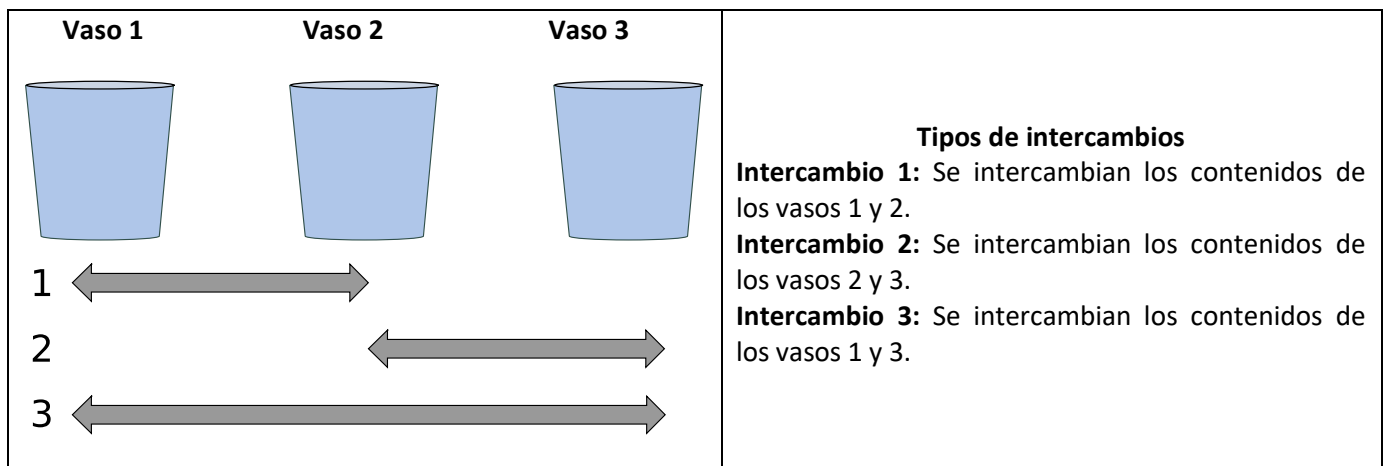 Vaso 1 Vaso 2 Vaso 3
1
2
3
Tipos de intercambios
Intercambio 1: Se intercambian los contenidos de
los vasos 1 y 2.
Intercambio 2: Se intercambian los contenidos de
los vasos 2 y 3.
Intercambio 3: Se intercambian los contenidos de
los vasos 1 y 3.